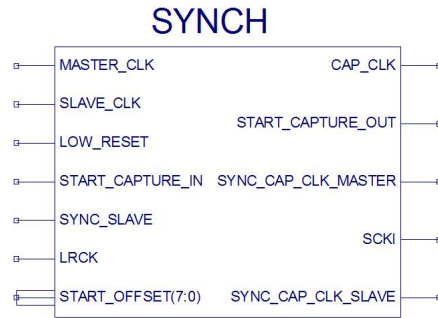 SYNCH
MASTER_CLK CAP_CLK
SLAVE_CLK
START_CAPTURE_OUT
LOW_RESET
START_CAPTURE_IN SYNC_CAP_CLK_MASTER
SYNC_SLAVE
SCKI
LRCK
START_OFFSET(7:0) SYNC_CAP_CLK_SLAVE